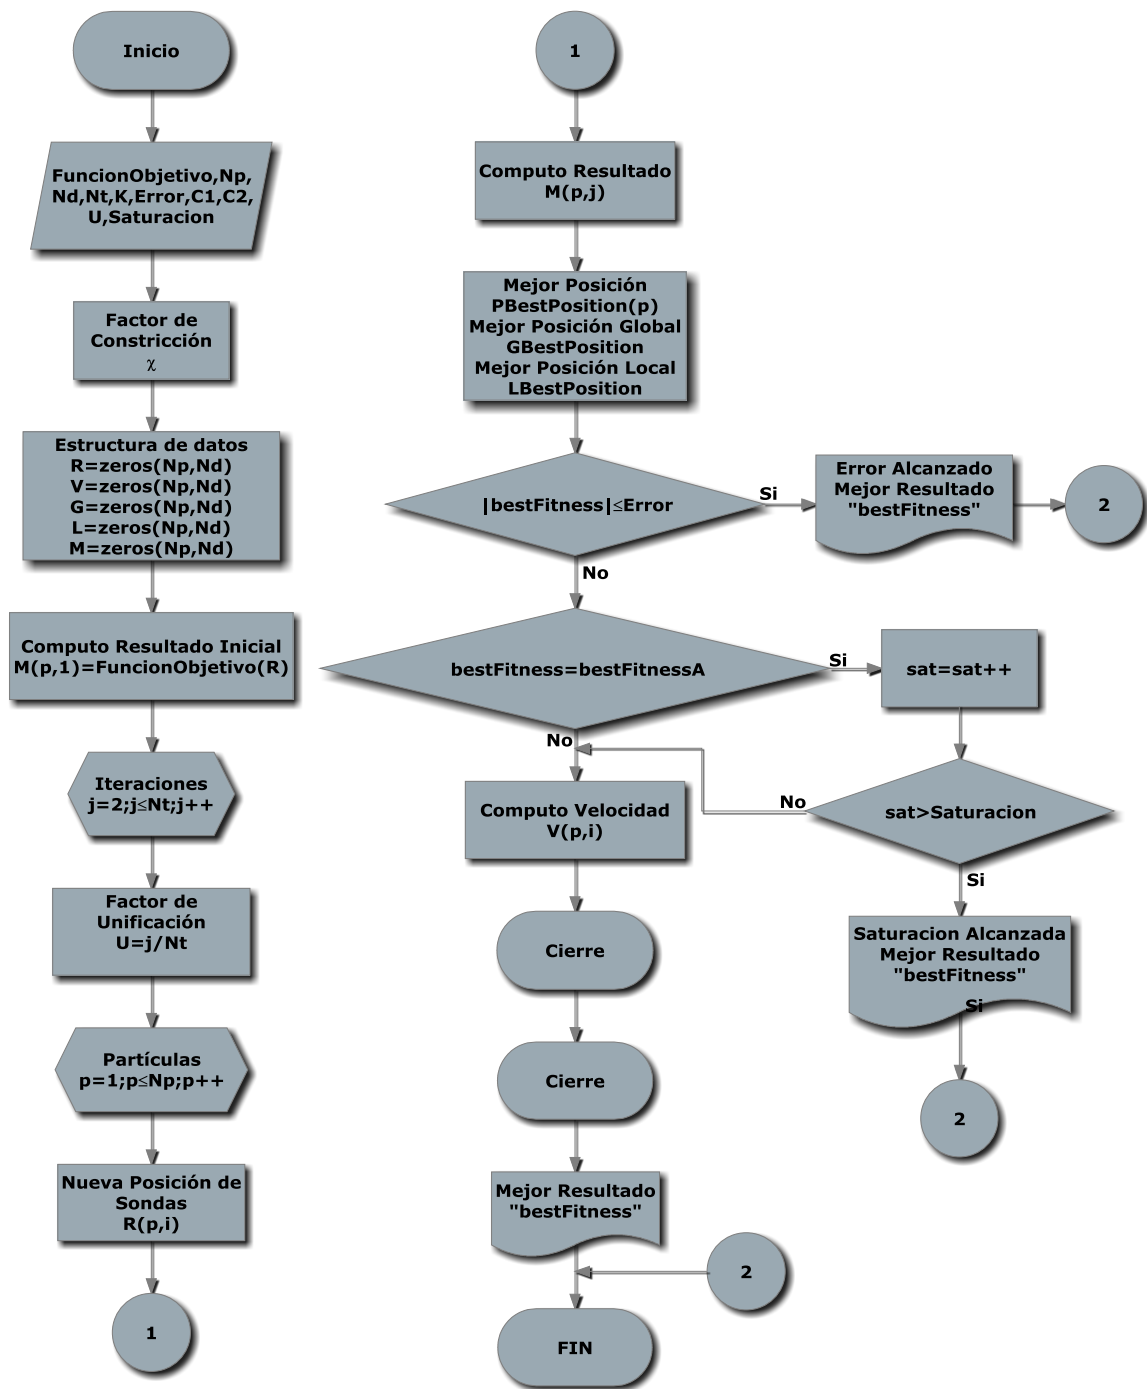 Inicio
FuncionObjetivo,Np,
Nd,Nt,K,Error,C1,C2,
U,Saturacion
Factor de
Constricción
χ
Estructura de datos
R=zeros(Np,Nd)
V=zeros(Np,Nd)
G=zeros(Np,Nd)
L=zeros(Np,Nd)
M=zeros(Np,Nd)
Computo Resultado Inicial
M(p,1)=FuncionObjetivo(R)
Iteraciones
j=2;j≤Nt;j++
Factor de
Unificación
U=j/Nt
Partículas
p=1;p≤Np;p++
Nueva Posición de
Sondas
R(p,i)
1
1
Computo Resultado
M(p,j)
Mejor Posición
PBestPosition(p)
Mejor Posición Global
GBestPosition
Mejor Posición Local
LBestPosition
|bestFitness|≤Error
Si
Error Alcanzado
Mejor Resultado
"bestFitness"
2
No
bestFitness=bestFitnessA
Si
sat=sat++
No
sat>Saturacion
No
Si
Saturacion Alcanzada
Mejor Resultado
"bestFitness"
Si
2
Computo Velocidad
V(p,i)
Cierre
Cierre
Mejor Resultado
"bestFitness"
2
FIN